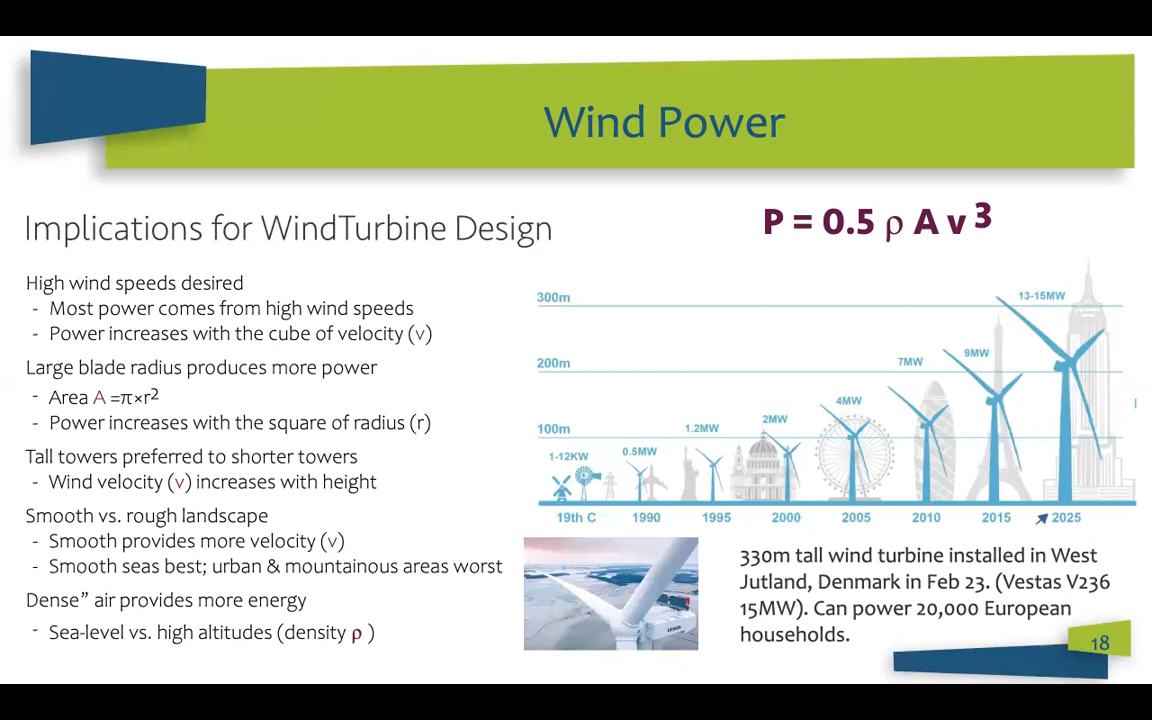 Wind Power
Implications for WindTurbine Design
P = 0.5 ρ A v 3
High wind speeds desired
- Most power comes from high wind speeds
- Power increases with the cube of velocity (v)
Large blade radius produces more power
- Area A =π×r²
- Power increases with the square of radius (r)
Tall towers preferred to shorter towers
- Wind velocity (v) increases with height
Smooth vs. rough landscape
- Smooth provides more velocity (v)
- Smooth seas best; urban & mountainous areas worst
Dense” air provides more energy
- Sea-level vs. high altitudes (density ρ )
300m
200m
100m
1-12KW
0.5MW
1.2MW
2MW
4MW
7MW
9MW
13-15MW
19th C
1990
1995
2000
2005
2010
2015
2025
330m tall wind turbine installed in West
Jutland, Denmark in Feb 23. (Vestas V236
15MW). Can power 20,000 European
households.
18